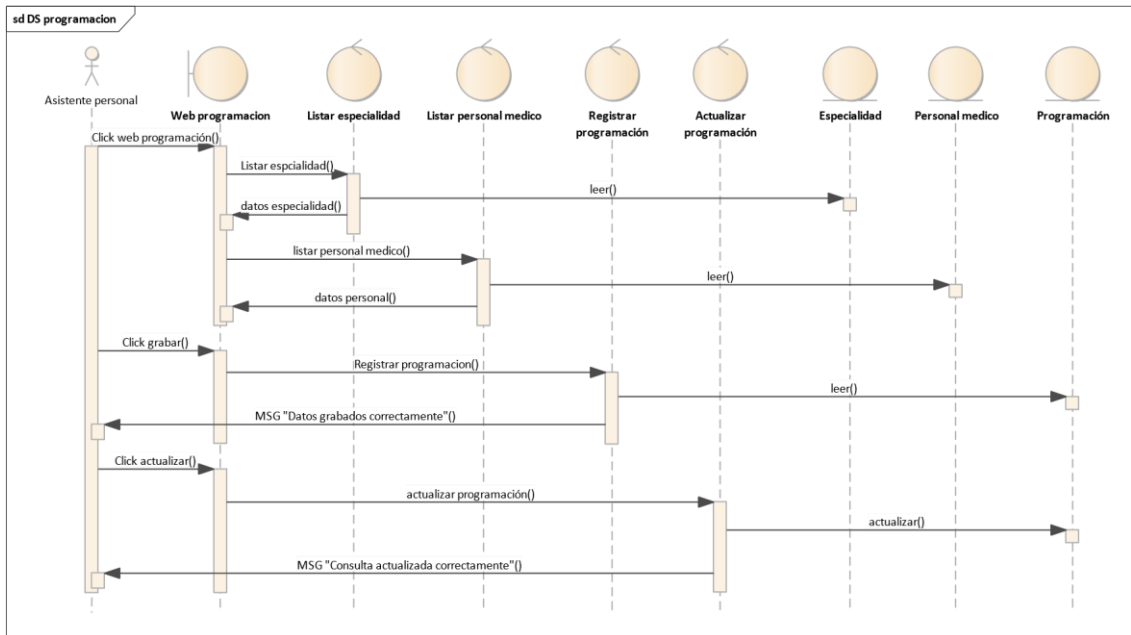 sd DS programacion
Asistente personal
Web programacion
Listar especialidad
Listar personal medico
Registrar
programación
Actualizar
programación
Especialidad
Personal medico
Programación
Click web programación()
Listar espcialidad()
leer()
datos especialidad()
listar personal medico()
leer()
datos personal()
Click grabar()
Registrar programacion()
leer()
MSG "Datos grabados correctamente"()
Click actualizar()
actualizar programación()
actualizar()
MSG "Consulta actualizada correctamente"()